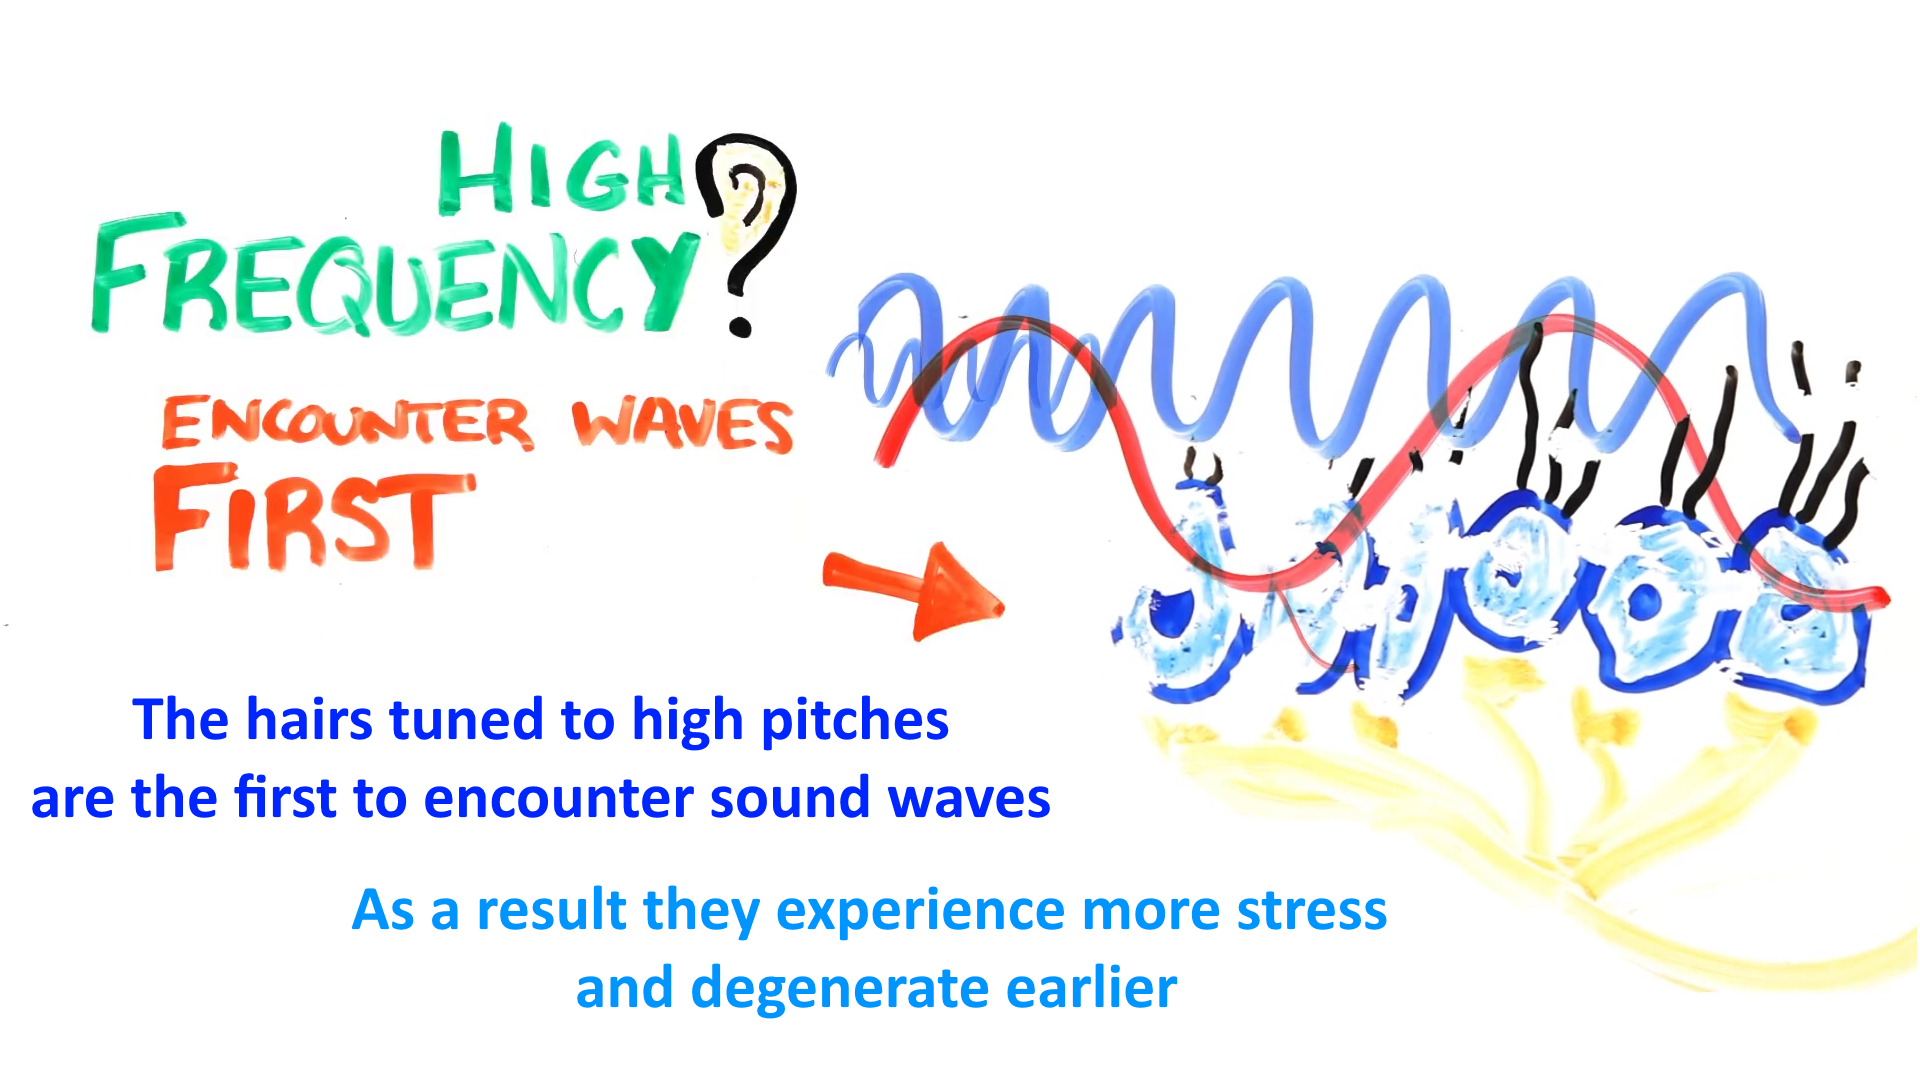 HIGH
FREQUENCY?
ENCOUNTER WAVES
FIRST
The hairs tuned to high pitches
are the first to encounter sound waves
As a result they experience more stress
and degenerate earlier